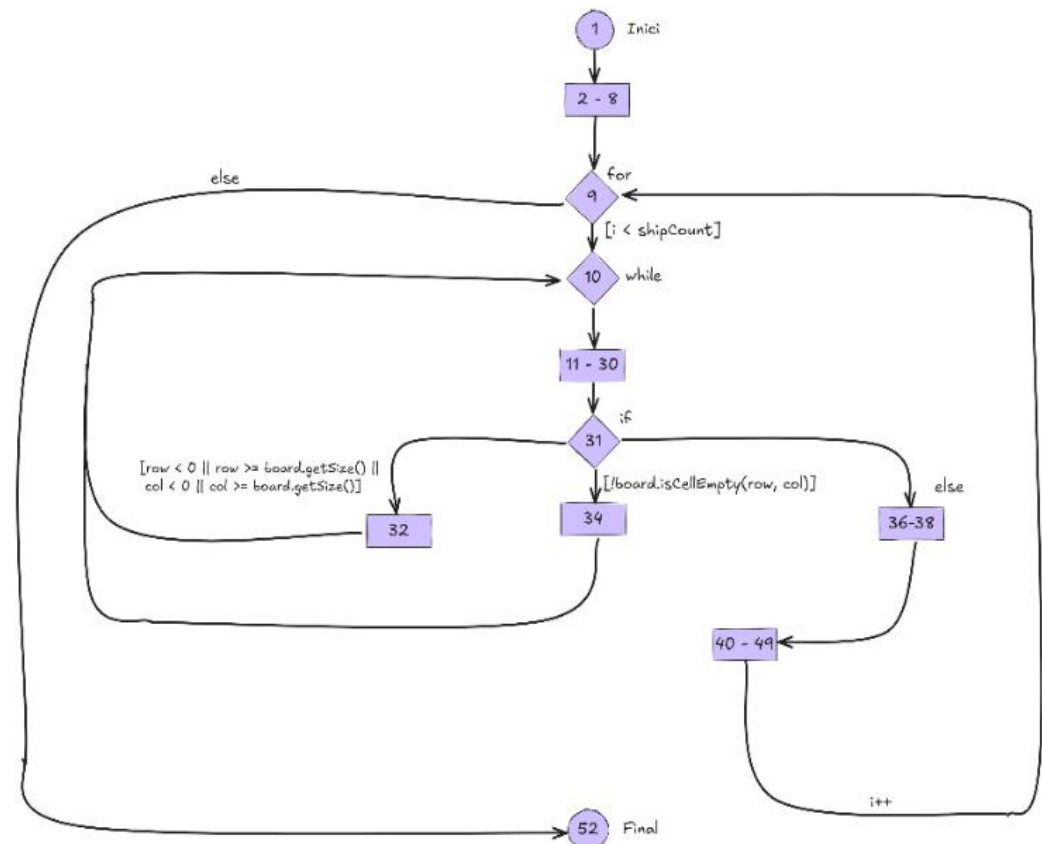 1 Inici
2 - 8
for
else
9
[i < shipCount]
10 while
11 - 30
if
31
[row < 0 || row >= board.getSize() ||
col < 0 || col >= board.getSize()]
[!board.isCellEmpty(row, col)]
else
32
34
36-38
40 - 49
i++
52 Final